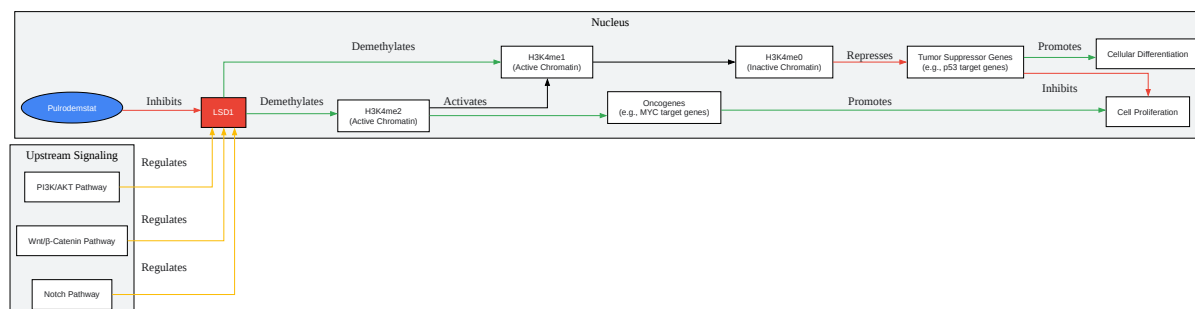 Nucleus
Demethylates
H3K4me1
(Active Chromatin)
H3K4me0
(Inactive Chromatin)
Represses
Tumor Suppressor Genes
(e.g., p53 target genes)
Promotes
Cellular Differentiation
Pulrodemstat
Inhibits
LSD1
Demethylates
H3K4me2
(Active Chromatin)
Activates
Oncogenes
(e.g., MYC target genes)
Promotes
Inhibits
Cell Proliferation
Upstream Signaling
Regulates
PI3K/AKT Pathway
Regulates
Wnt/β-Catenin Pathway
Regulates
Notch Pathway